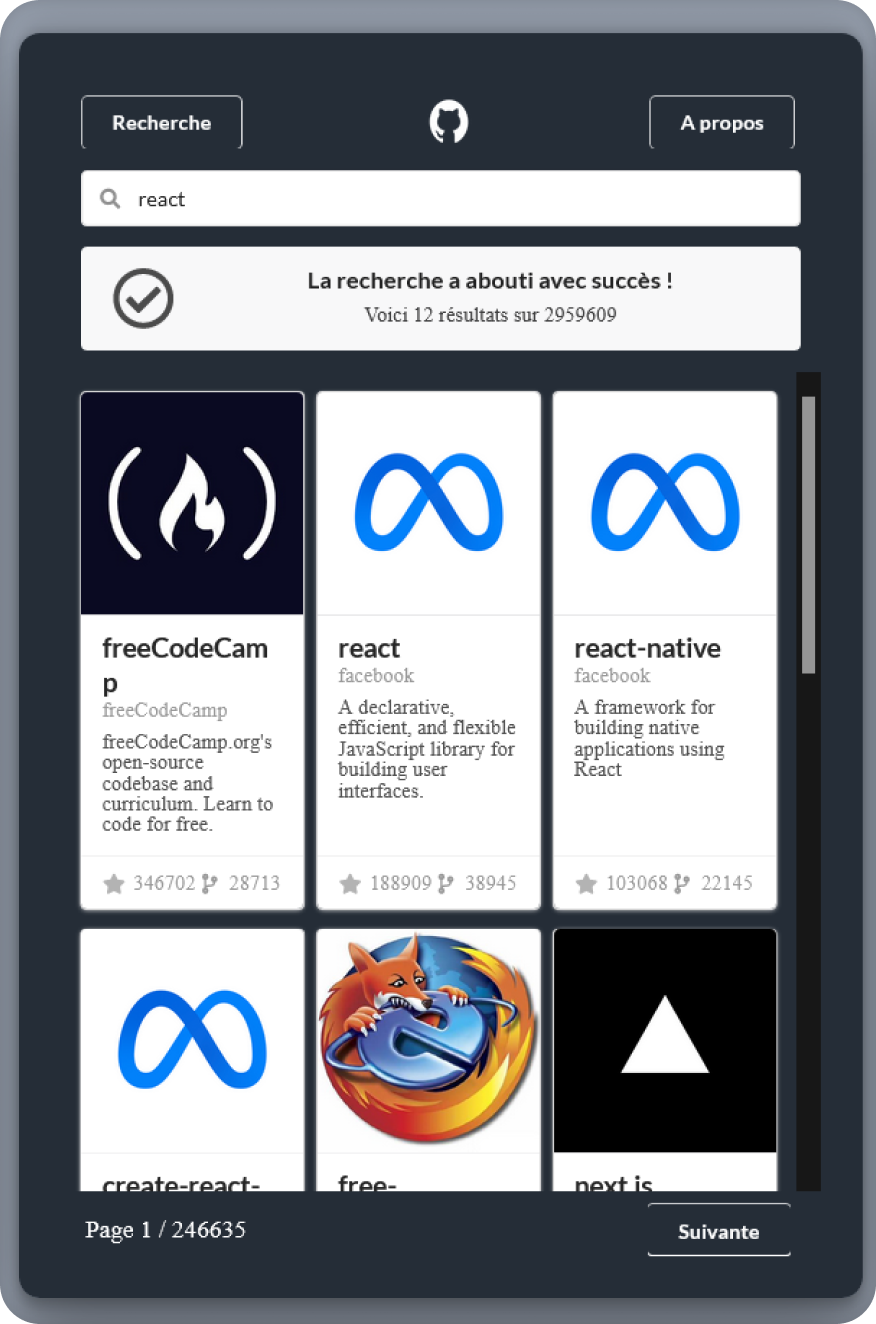 Recherche
A propos
react
La recherche a abouti avec succès !
Voici 12 résultats sur 2959609
freeCodeCam
p
freeCodeCamp
freeCodeCamp.org's
open-source
codebase and
curriculum. Learn to
code for free.
346702 28713
react
facebook
A declarative,
efficient, and flexible
JavaScript library for
building user
interfaces.
188909 38945
react-native
facebook
A framework for
building native
applications using
React
103068 22145
create-react-
free-
next.js
Page 1 / 246635
Suivante